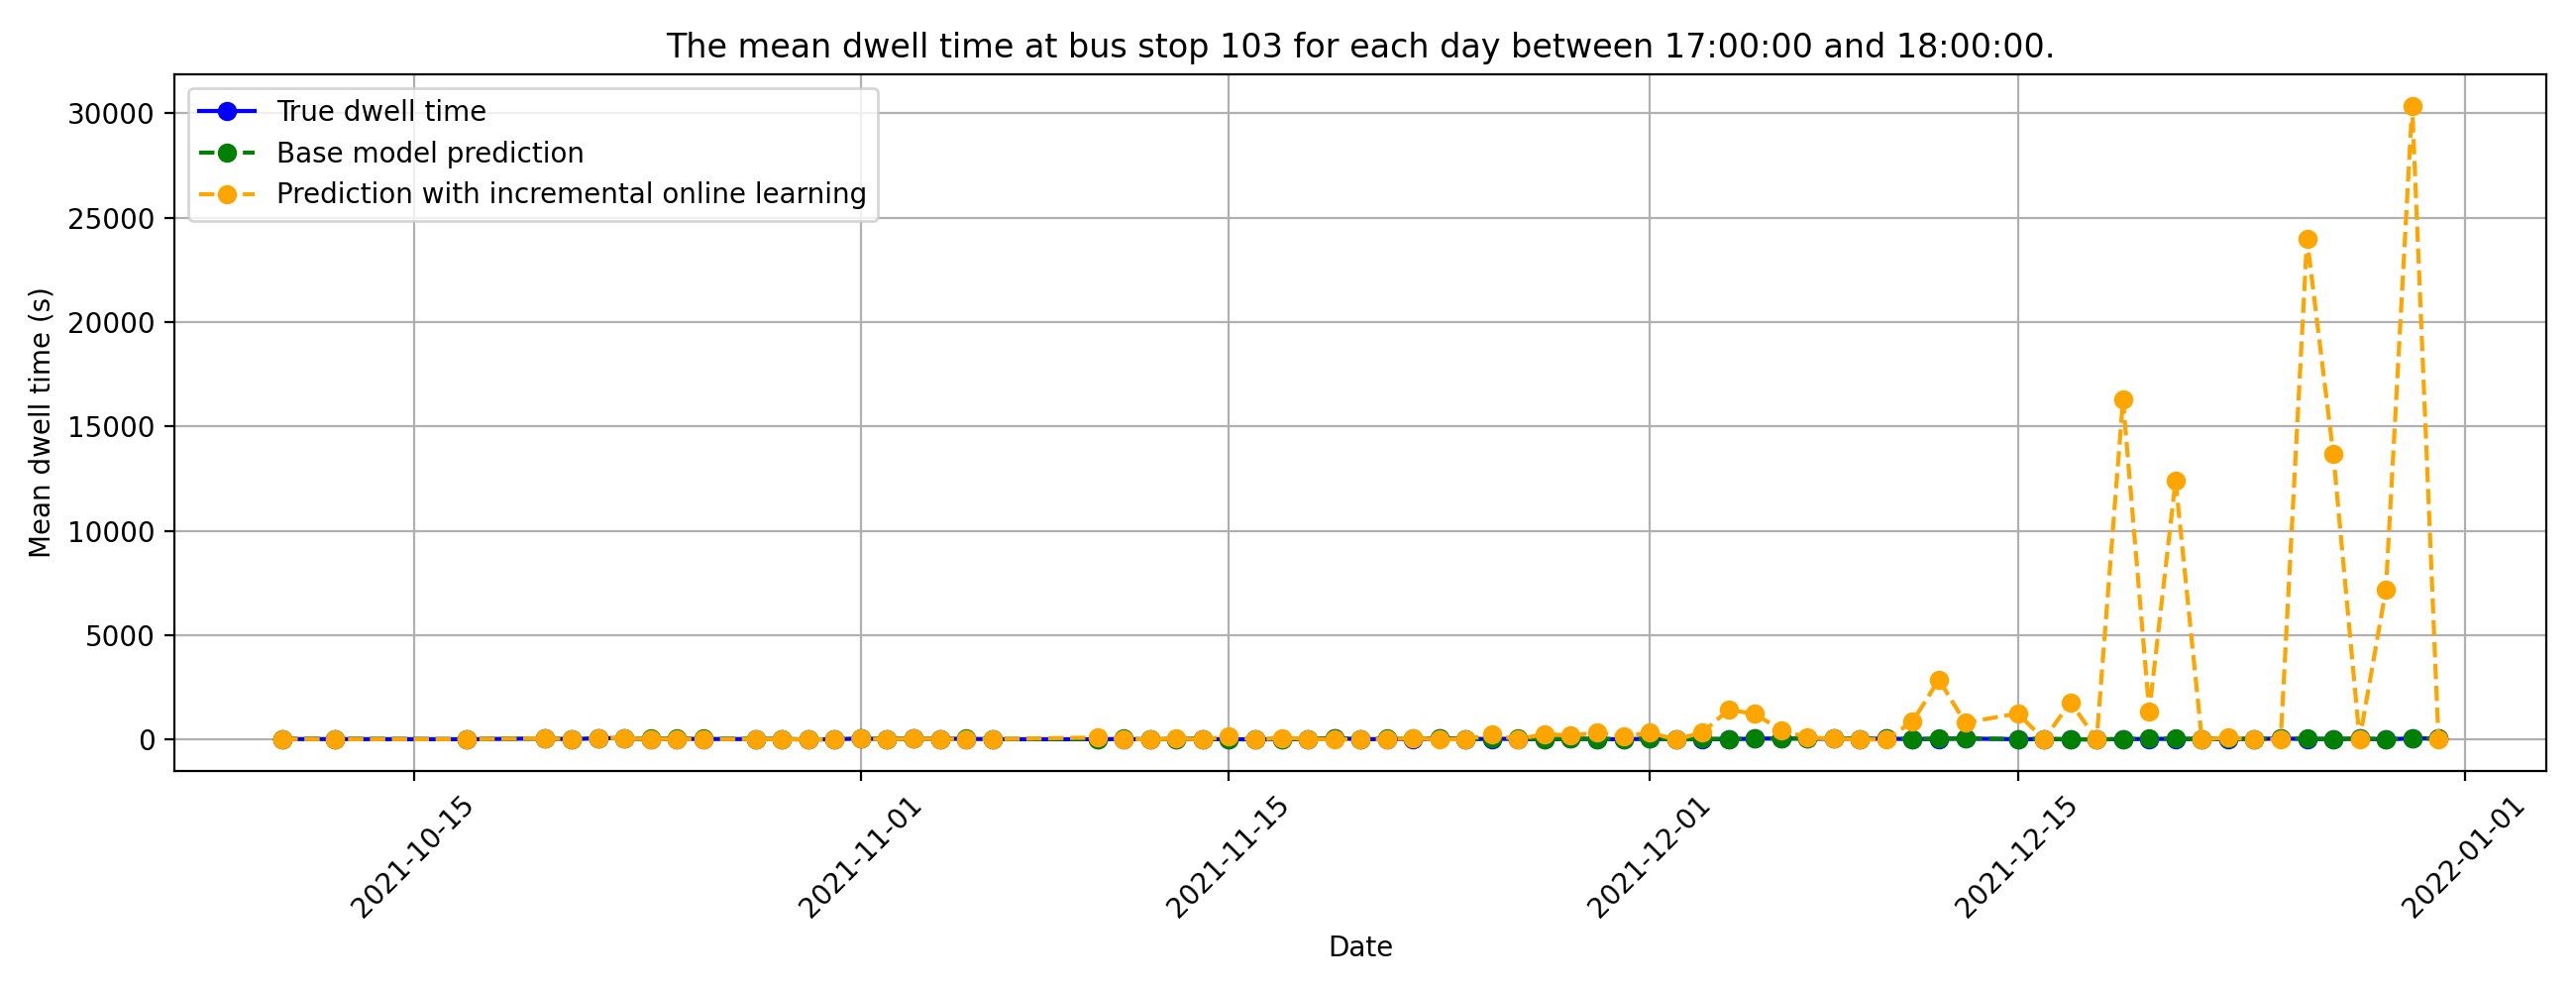 The mean dwell time at bus stop 103 for each day between 17:00:00 and 18:00:00.
True dwell time
Base model prediction
Prediction with incremental online learning
Mean dwell time (s)
30000
25000
20000
15000
10000
5000
0
2021-10-15
2021-11-01
2021-11-15
2021-12-01
2021-12-15
2022-01-01
Date